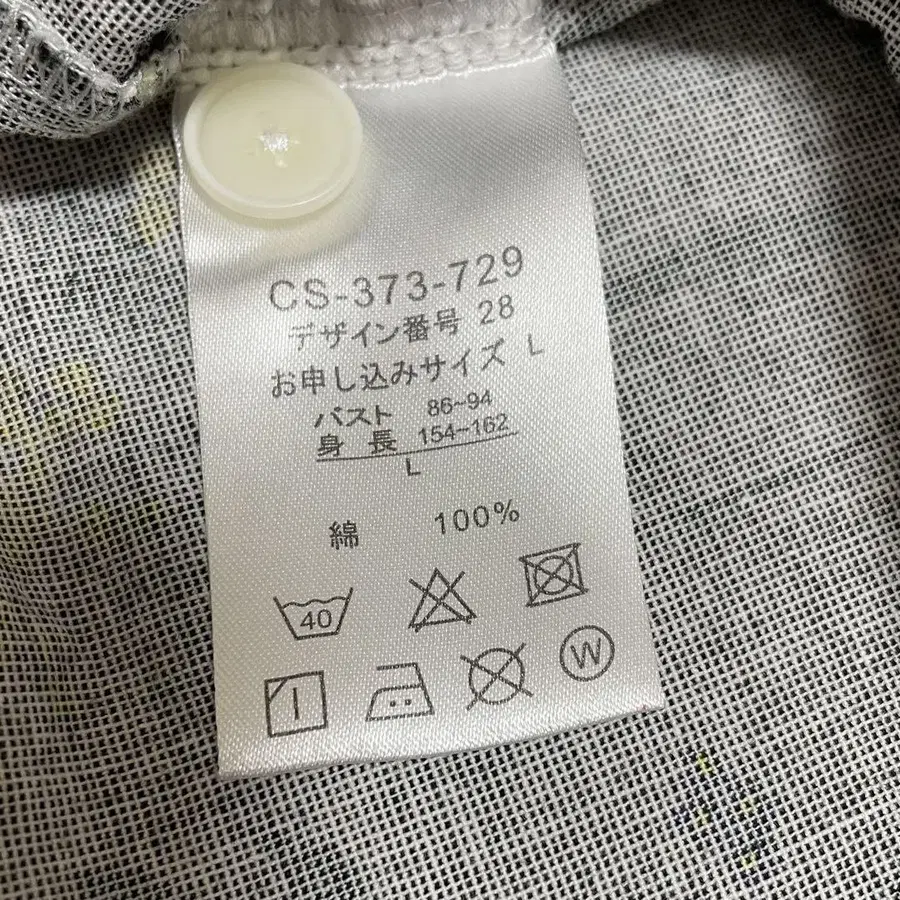 CS-373-729
デザイン番号 28
お申し込みサイズ L
バスト 86~94
身長 154~162
L
綿 100%
40
W